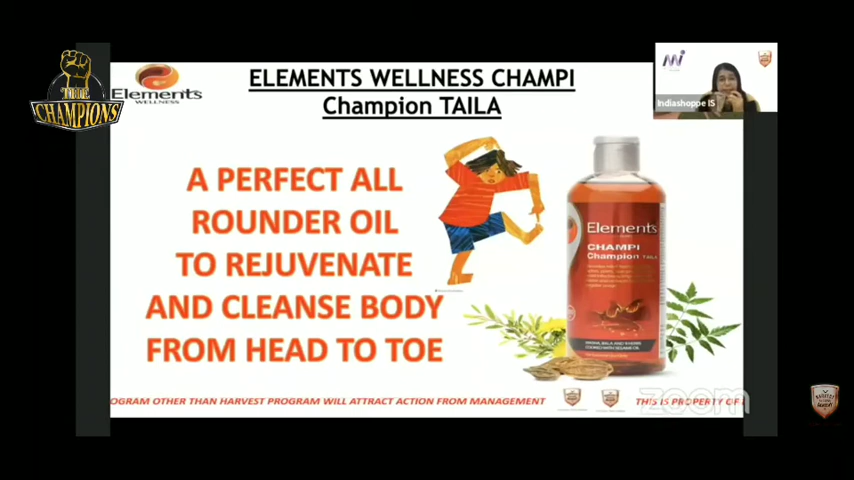 THE
CHAMPIONS
Elements
WELLNESS
ELEMENTS WELLNESS CHAMPI
Champion TAILA
Indiashoppe IS
A PERFECT ALL
ROUNDER OIL
TO REJUVENATE
AND CLEANSE BODY
FROM HEAD TO TOE
Elements
CHAMPI
Champion TAILA
OGRAM OTHER THAN HARVEST PROGRAM WILL ATTRACT ACTION FROM MANAGEMENT
THIS IS PROPERTY OF
zoom